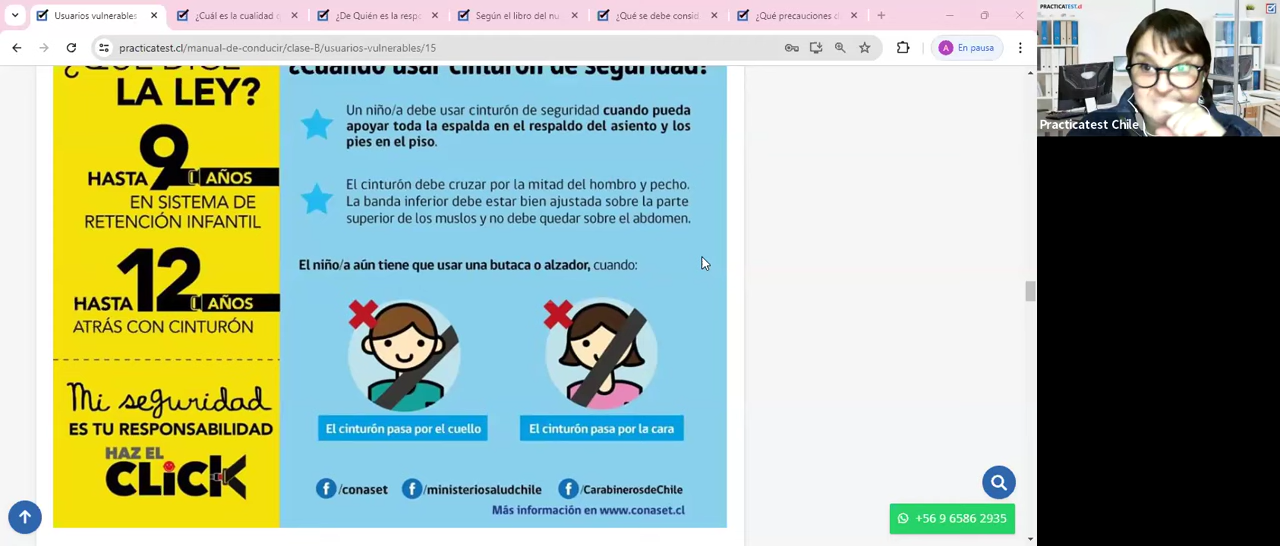 Usuarios vulnerables
¿Cuál es la cualidad
¿De Quién es la resp
Según el libro del nu
¿Qué se debe consid
¿Qué precauciones d
practicatest.cl/manual-de-conducir/clase-B/usuarios-vulnerables/15
A
En pausa
PRACTICATEST.cl
Practicatest Chile
¿QUÉ DICE
LA LEY?
HASTA 9 AÑOS
EN SISTEMA DE
RETENCIÓN INFANTIL
HASTA 12 AÑOS
ATRÁS CON CINTURÓN
Mi seguridad
ES TU RESPONSABILIDAD
HAZ EL
CLICK
¿Cuándo usar cinturón de seguridad?
Un niño/a debe usar cinturón de seguridad cuando pueda
apoyar toda la espalda en el respaldo del asiento y los
pies en el piso.
El cinturón debe cruzar por la mitad del hombro y pecho.
La banda inferior debe estar bien ajustada sobre la parte
superior de los muslos y no debe quedar sobre el abdomen.
El niño/a aún tiene que usar una butaca o alzador, cuando:
El cinturón pasa por el cuello
El cinturón pasa por la cara
/conaset
/ministeriosaludchile
/CarabinerosdeChile
Más información en www.conaset.cl
+56 9 6586 2935